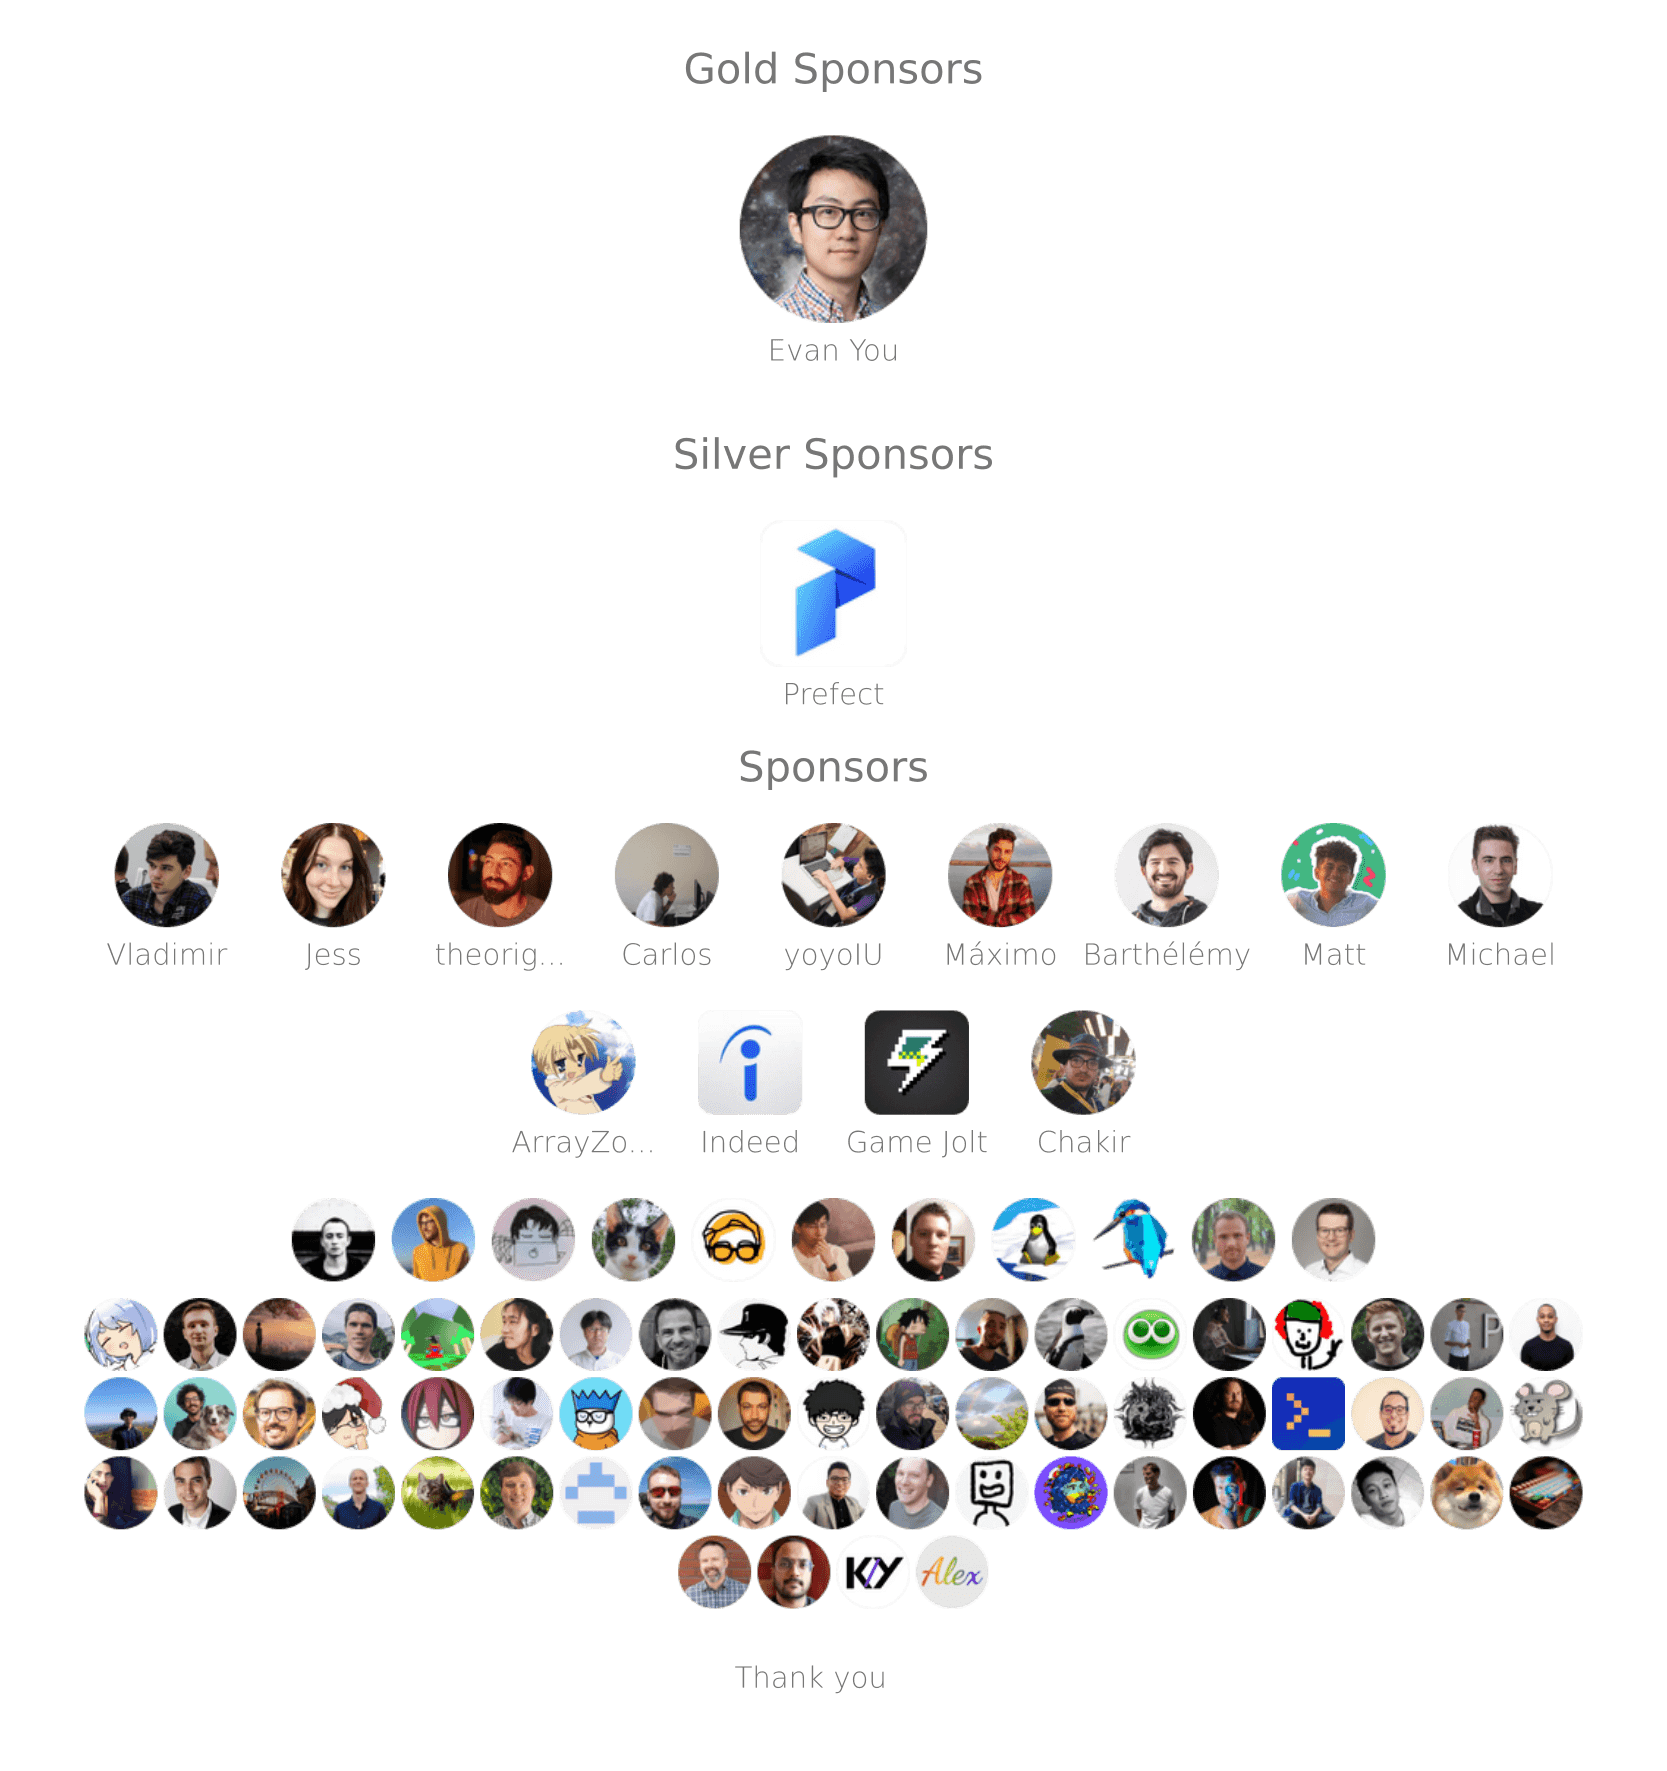 Gold Sponsors
Evan You
Silver Sponsors
Prefect
Sponsors
Vladimir Jess theorig... Carlos yoyoIU Máximo Barthélémy Matt Michael
ArrayZo... Indeed Game Jolt Chakir
P
KY Alex
Thank you